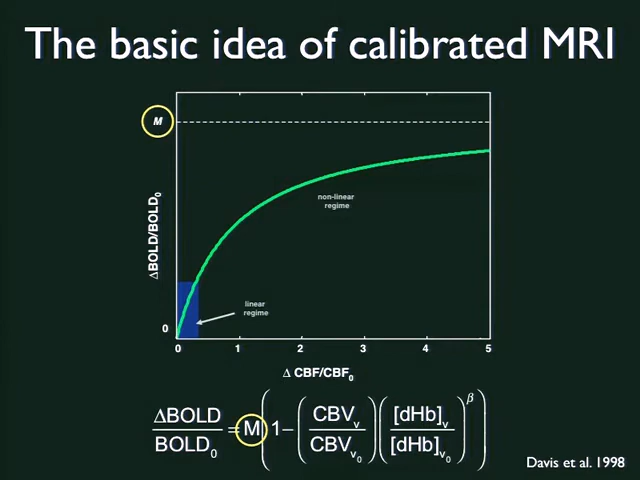 The basic idea of calibrated MRI
M
ΔBOLD/BOLD₀
non-linear
regime
linear
regime
0
0 1 2 3 4 5
Δ CBF/CBF₀
ΔBOLD/BOLD₀ = M(1−(CBVᵥ/CBVᵥ₀)([dHb]ᵥ/[dHb]ᵥ₀)^β)
Davis et al. 1998